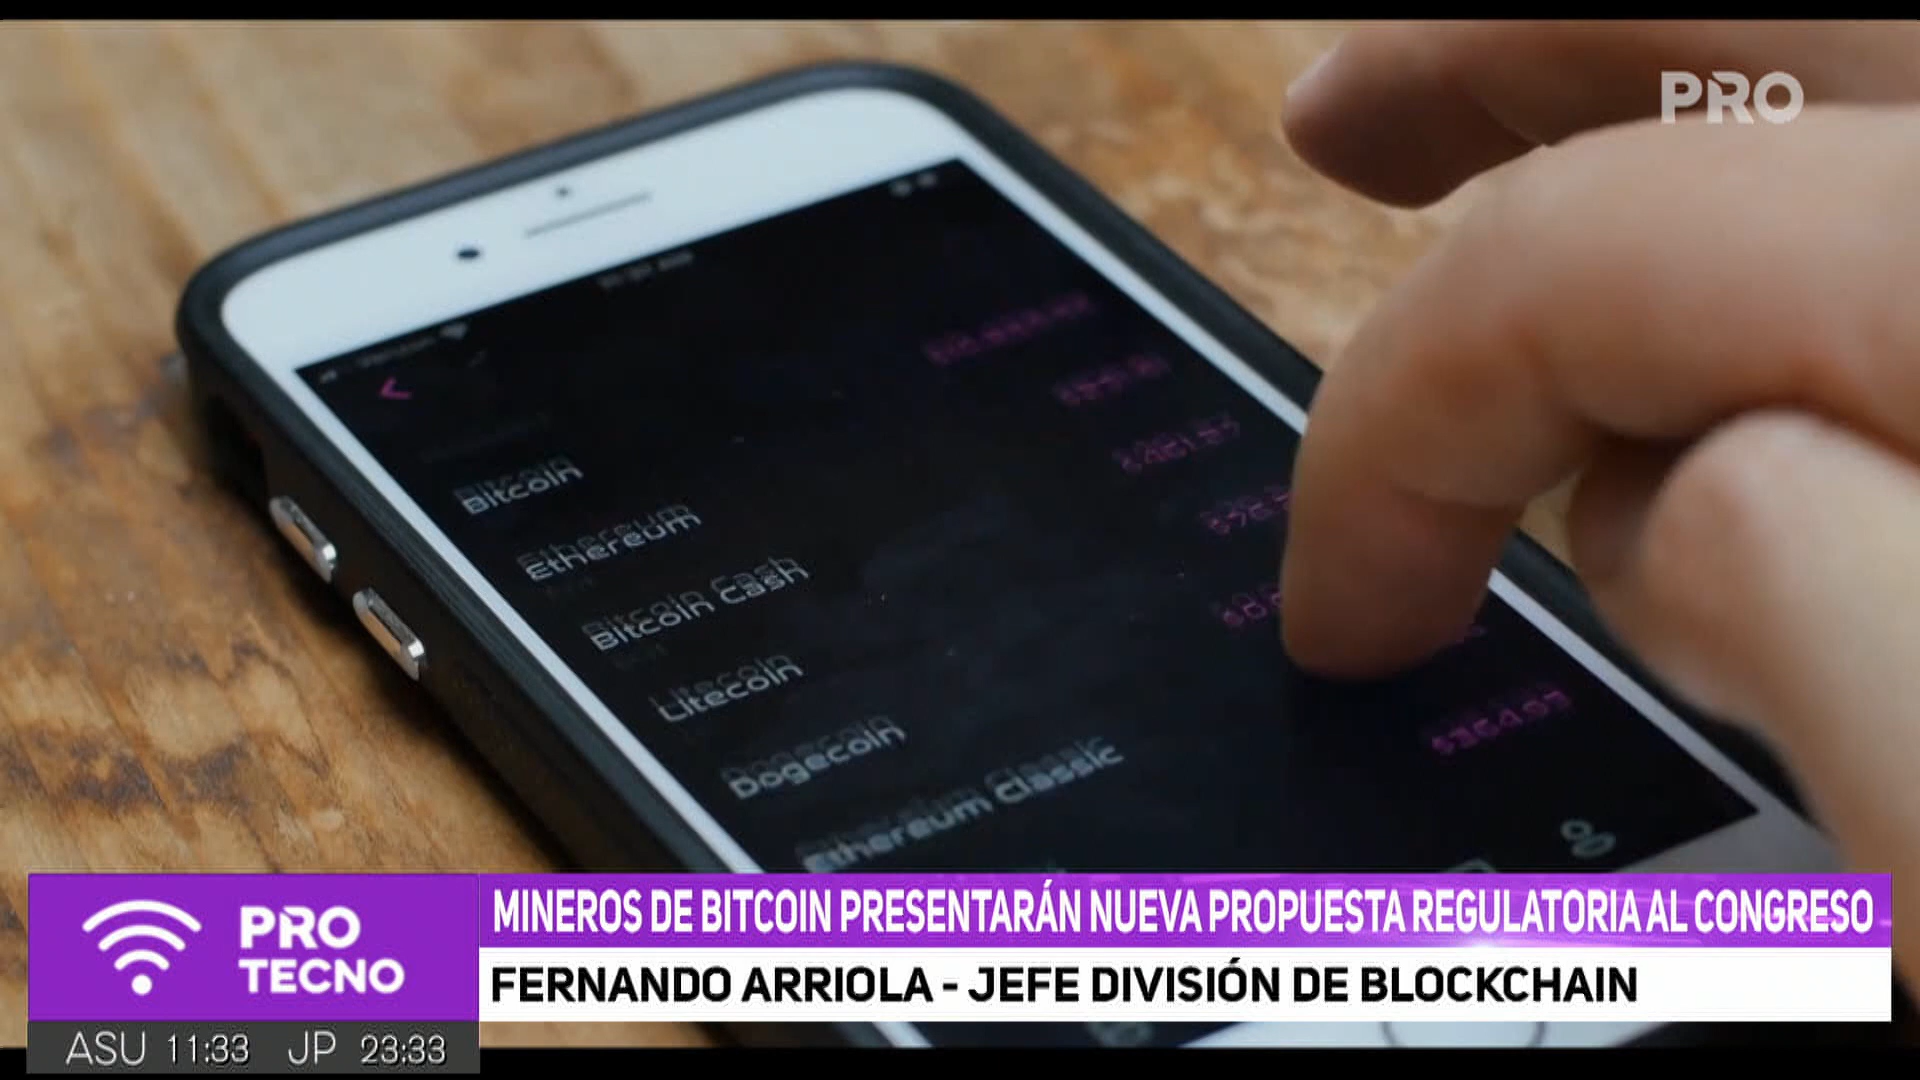 PRO
Bitcoin
Ethereum
Bitcoin Cash
Litecoin
Dogecoin
Ethereum Classic
PRO
TECNO
MINEROS DE BITCOIN PRESENTARÁN NUEVA PROPUESTA REGULATORIA AL CONGRESO
FERNANDO ARRIOLA - JEFE DIVISIÓN DE BLOCKCHAIN
ASU 11:33 JP 23:33